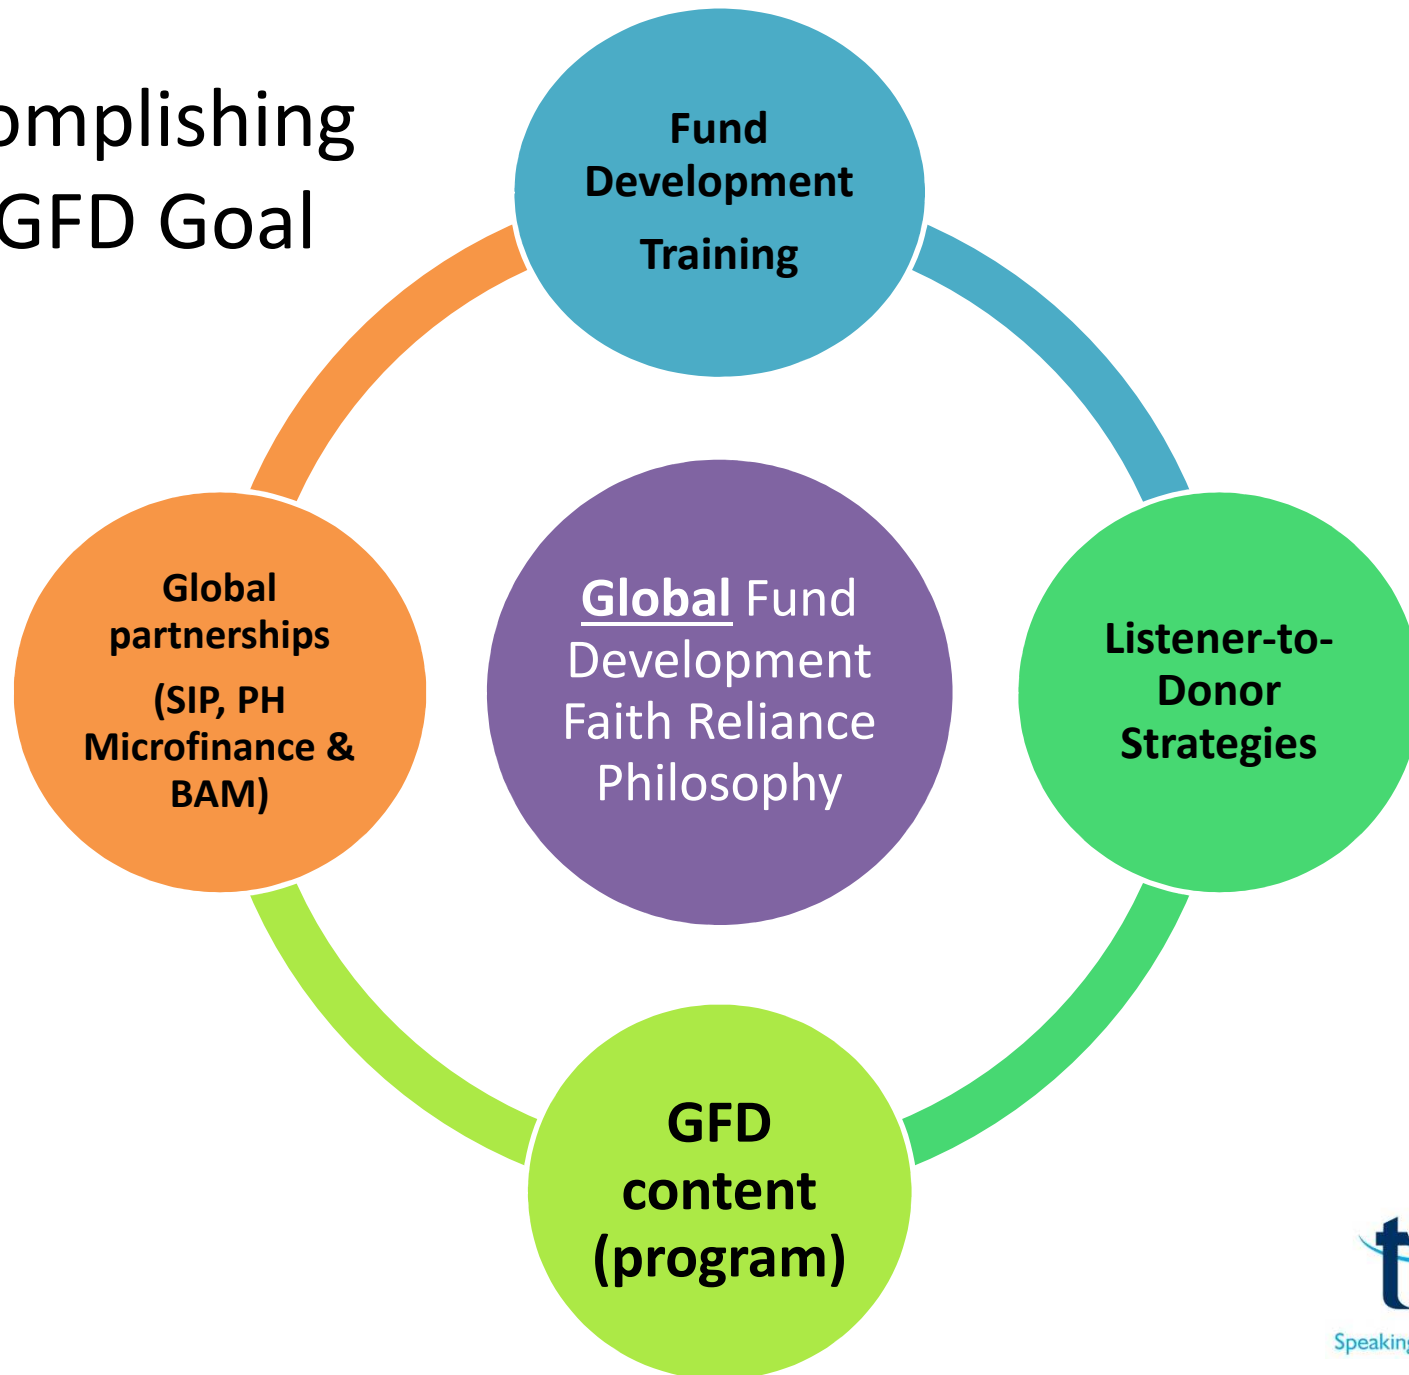 omplishing
GFD Goal
Fund
Development
Training
Global
partnerships
(SIP, PH
Microfinance &
BAM)
Global Fund
Development
Faith Reliance
Philosophy
Listener-to-
Donor
Strategies
GFD
content
(program)
t
Speaking